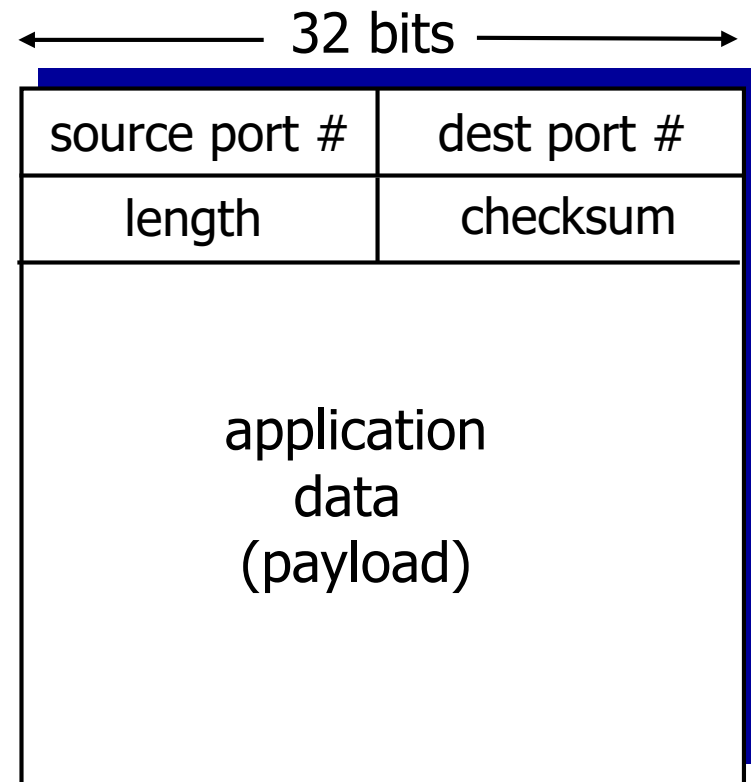 32 bits
source port #
dest port #
length
checksum
application
data
(payload)